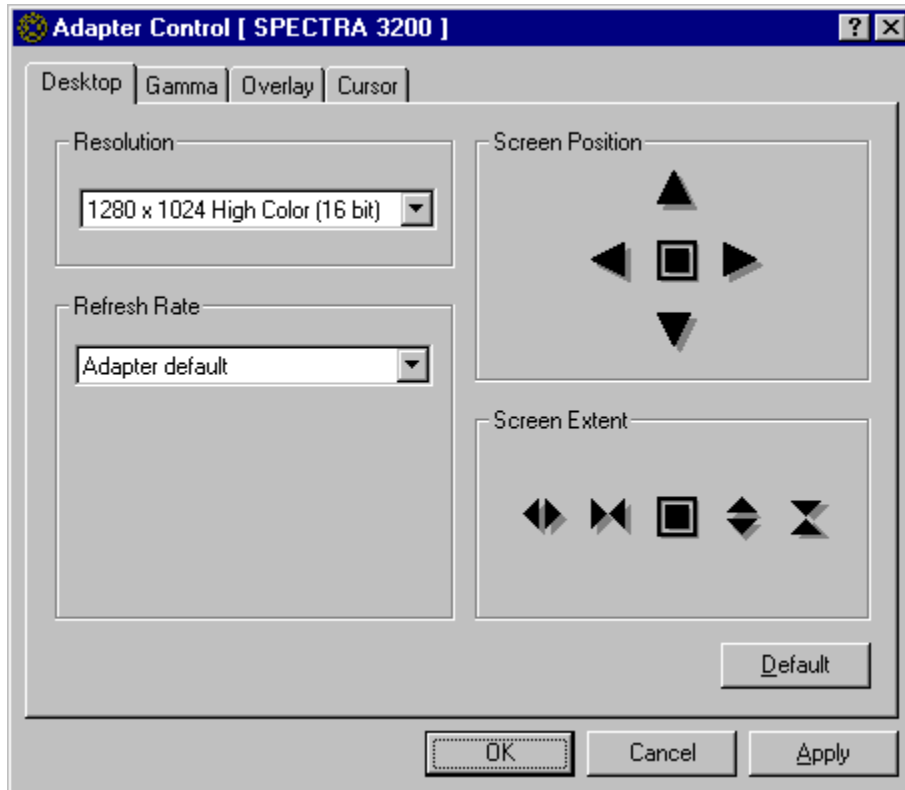 Adapter Control [ SPECTRA 3200 ]
Desktop Gamma Overlay Cursor
Resolution
1280 x 1024 High Color (16 bit)
Refresh Rate
Adapter default
Screen Position
Screen Extent
Default
OK Cancel Apply